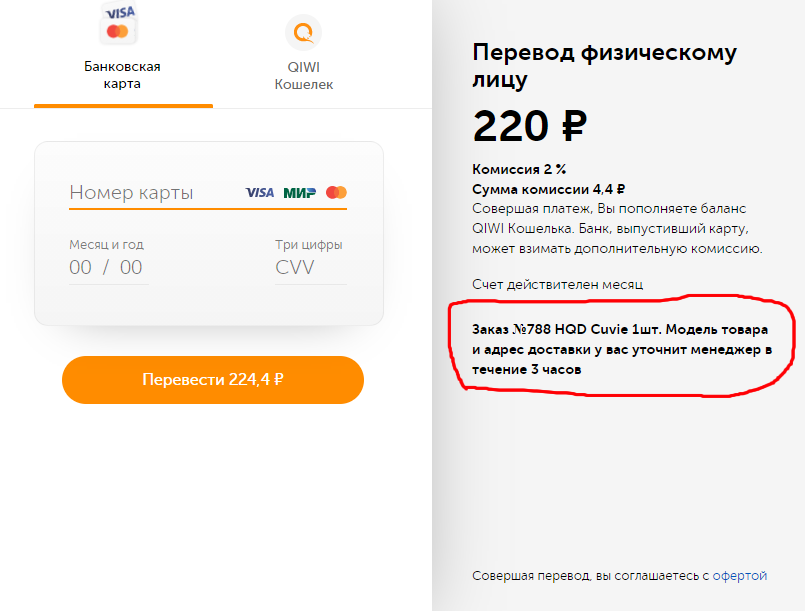 VISA
Банковская
карта
QIWI
Кошелек
Номер карты
VISA МИР
Месяц и год
Три цифры
00 / 00
CVV
Перевести 224,4 ₽
Перевод физическому
лицу
220 ₽
Комиссия 2 %
Сумма комиссии 4,4 ₽
Совершая платеж, Вы пополняете баланс
QIWI Кошелька. Банк, выпустивший карту,
может взимать дополнительную комиссию.
Счет действителен месяц
Заказ №788 HQD Cuvie 1шт. Модель товара
и адрес доставки у вас уточнит менеджер в
течение 3 часов
Совершая перевод, вы соглашаетесь с офертой